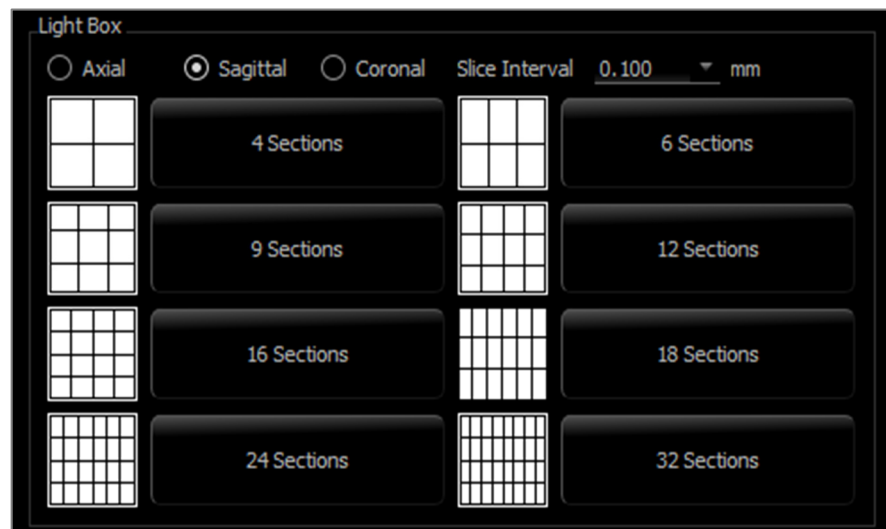 Light Box
Axial Sagittal Coronal Slice Interval 0.100 mm
4 Sections 6 Sections
9 Sections 12 Sections
16 Sections 18 Sections
24 Sections 32 Sections